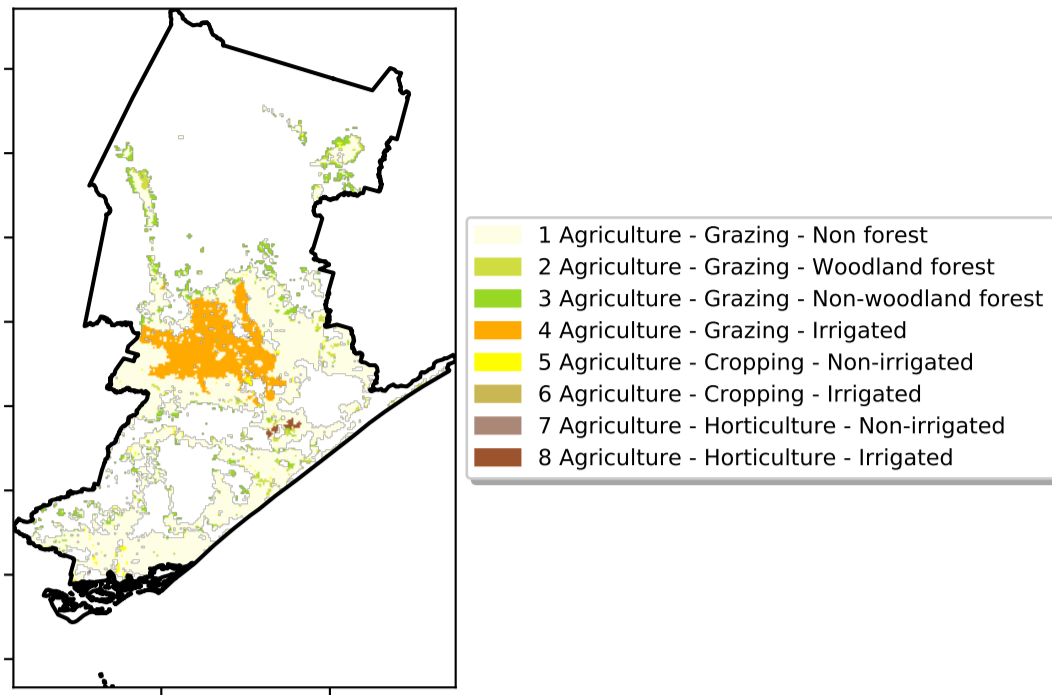 1 Agriculture - Grazing - Non forest
2 Agriculture - Grazing - Woodland forest
3 Agriculture - Grazing - Non-woodland forest
4 Agriculture - Grazing - Irrigated
5 Agriculture - Cropping - Non-irrigated
6 Agriculture - Cropping - Irrigated
7 Agriculture - Horticulture - Non-irrigated
8 Agriculture - Horticulture - Irrigated